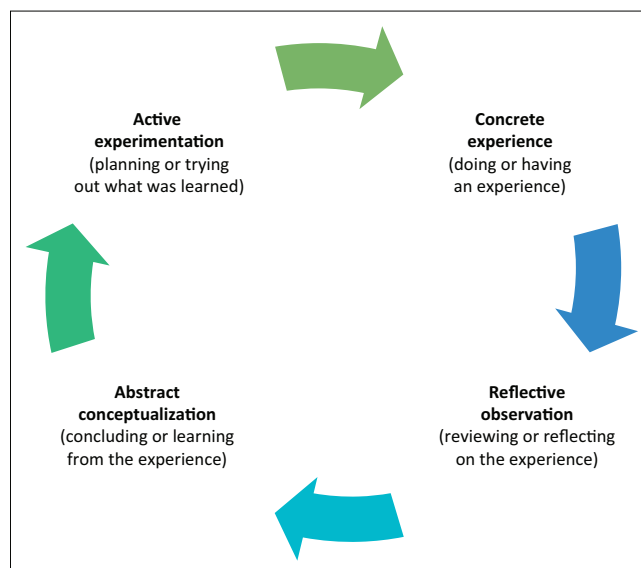 Active
experimentation
(planning or trying
out what was learned)
Concrete
experience
(doing or having
an experience)
Abstract
conceptualization
(concluding or learning
from the experience)
Reflective
observation
(reviewing or reflecting
on the experience)